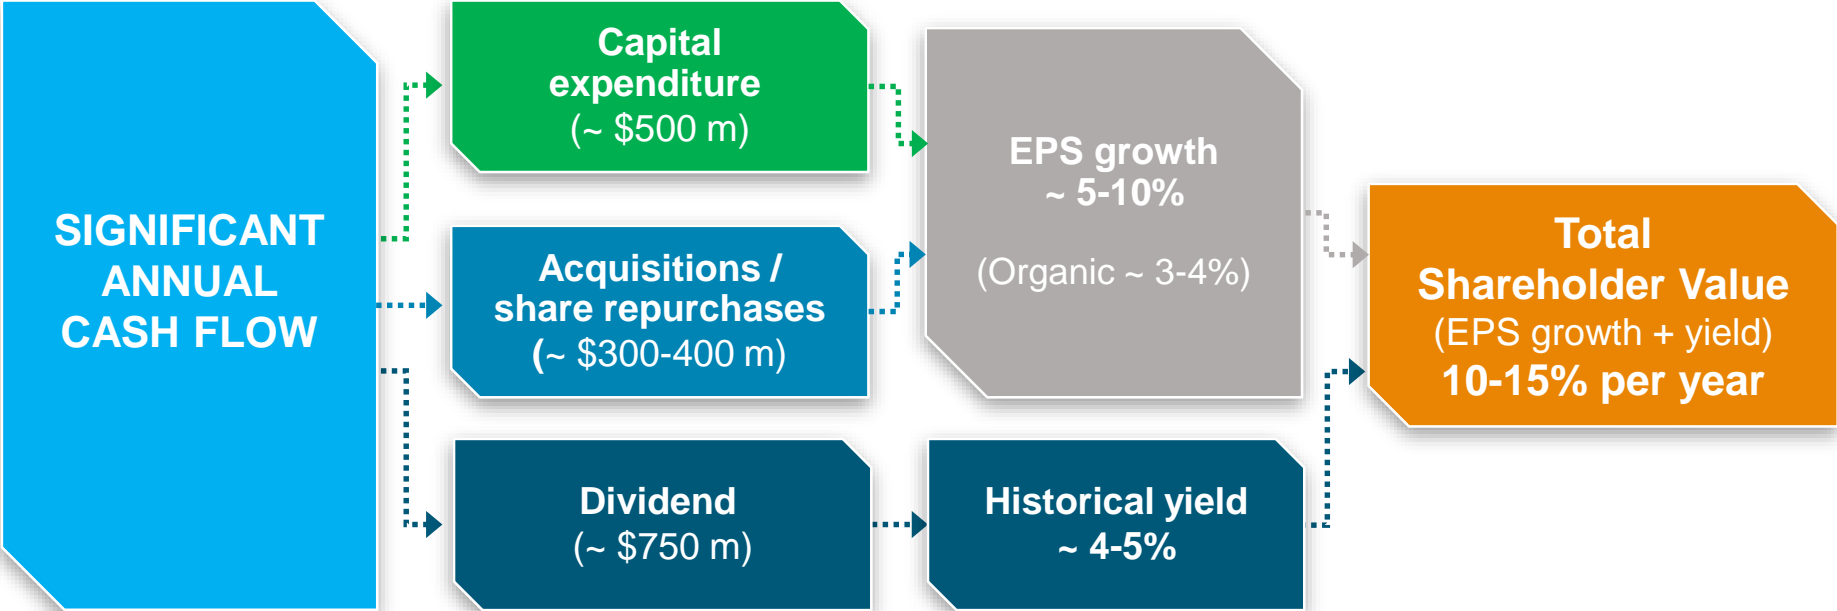 SIGNIFICANT
ANNUAL
CASH FLOW
Capital
expenditure
(~ $500 m)
Acquisitions /
share repurchases
(~ $300-400 m)
Dividend
(~ $750 m)
EPS growth
~ 5-10%
(Organic ~ 3-4%)
Historical yield
~ 4-5%
Total
Shareholder Value
(EPS growth + yield)
10-15% per year